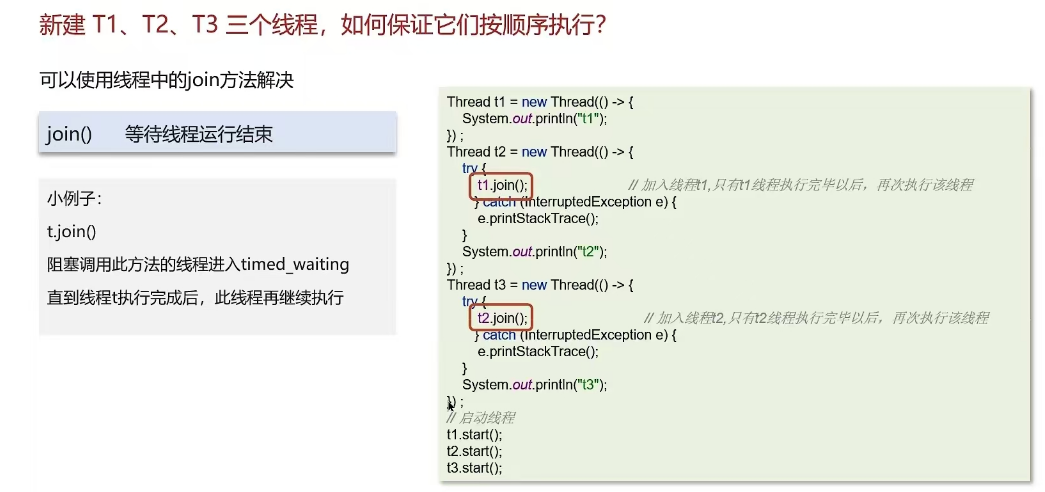 新建 T1、T2、T3 三个线程，如何保证它们按顺序执行？
可以使用线程中的join方法解决
join() 等待线程运行结束
小例子：
t.join()
阻塞调用此方法的线程进入timed_waiting
直到线程t执行完成后，此线程再继续执行
Thread t1 = new Thread(() -> {
System.out.println("t1");
}) ;
Thread t2 = new Thread(() -> {
try {
t1.join(); // 加入线程t1,只有t1线程执行完毕以后，再次执行该线程
} catch (InterruptedException e) {
e.printStackTrace();
}
System.out.println("t2");
}) ;
Thread t3 = new Thread(() -> {
try {
t2.join(); // 加入线程t2,只有t2线程执行完毕以后，再次执行该线程
} catch (InterruptedException e) {
e.printStackTrace();
}
System.out.println("t3");
}) ;
// 启动线程
t1.start();
t2.start();
t3.start();